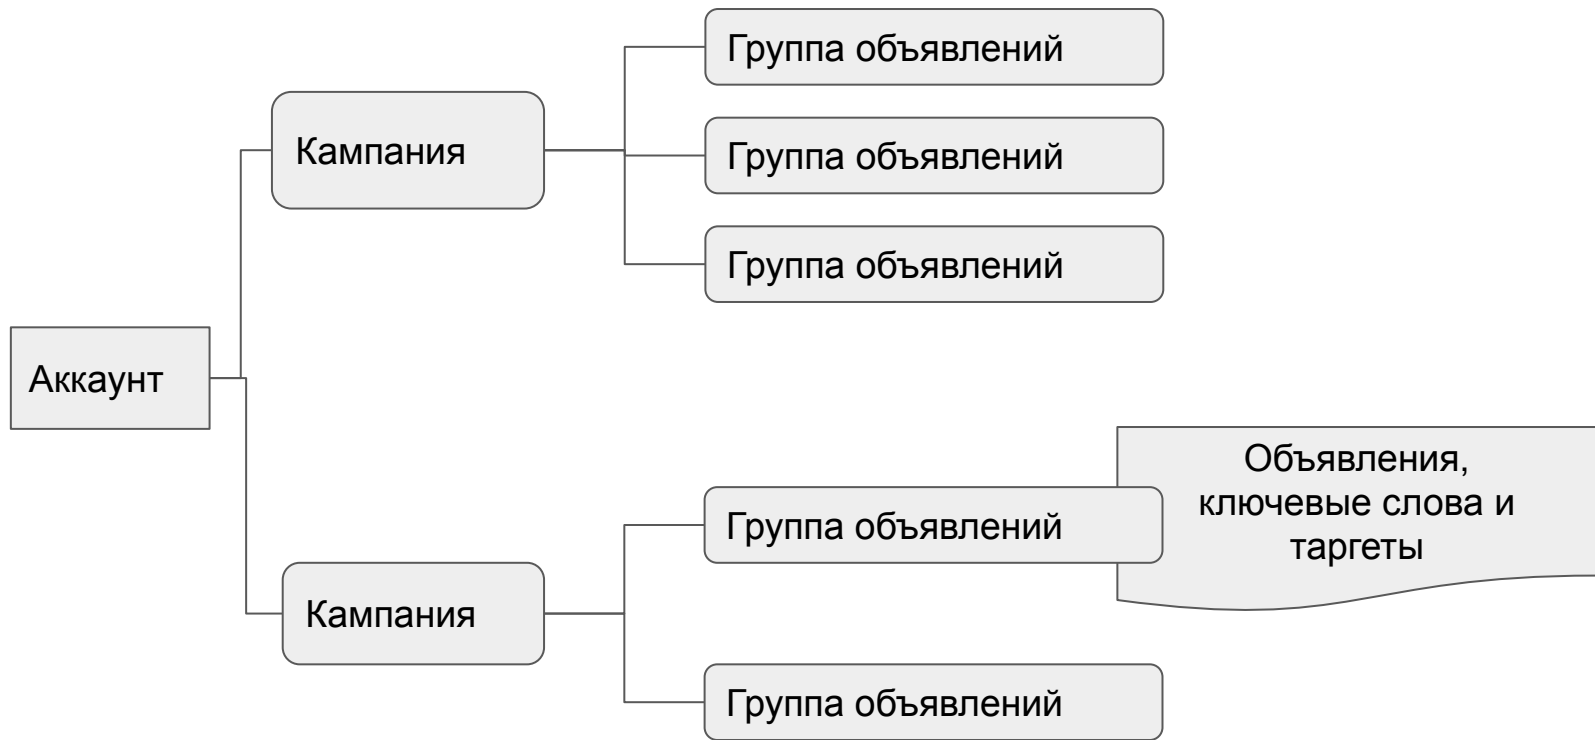 Группа объявлений
Кампания
Группа объявлений
Группа объявлений
Аккаунт
Объявления,
ключевые слова и
таргеты
Группа объявлений
Кампания
Группа объявлений